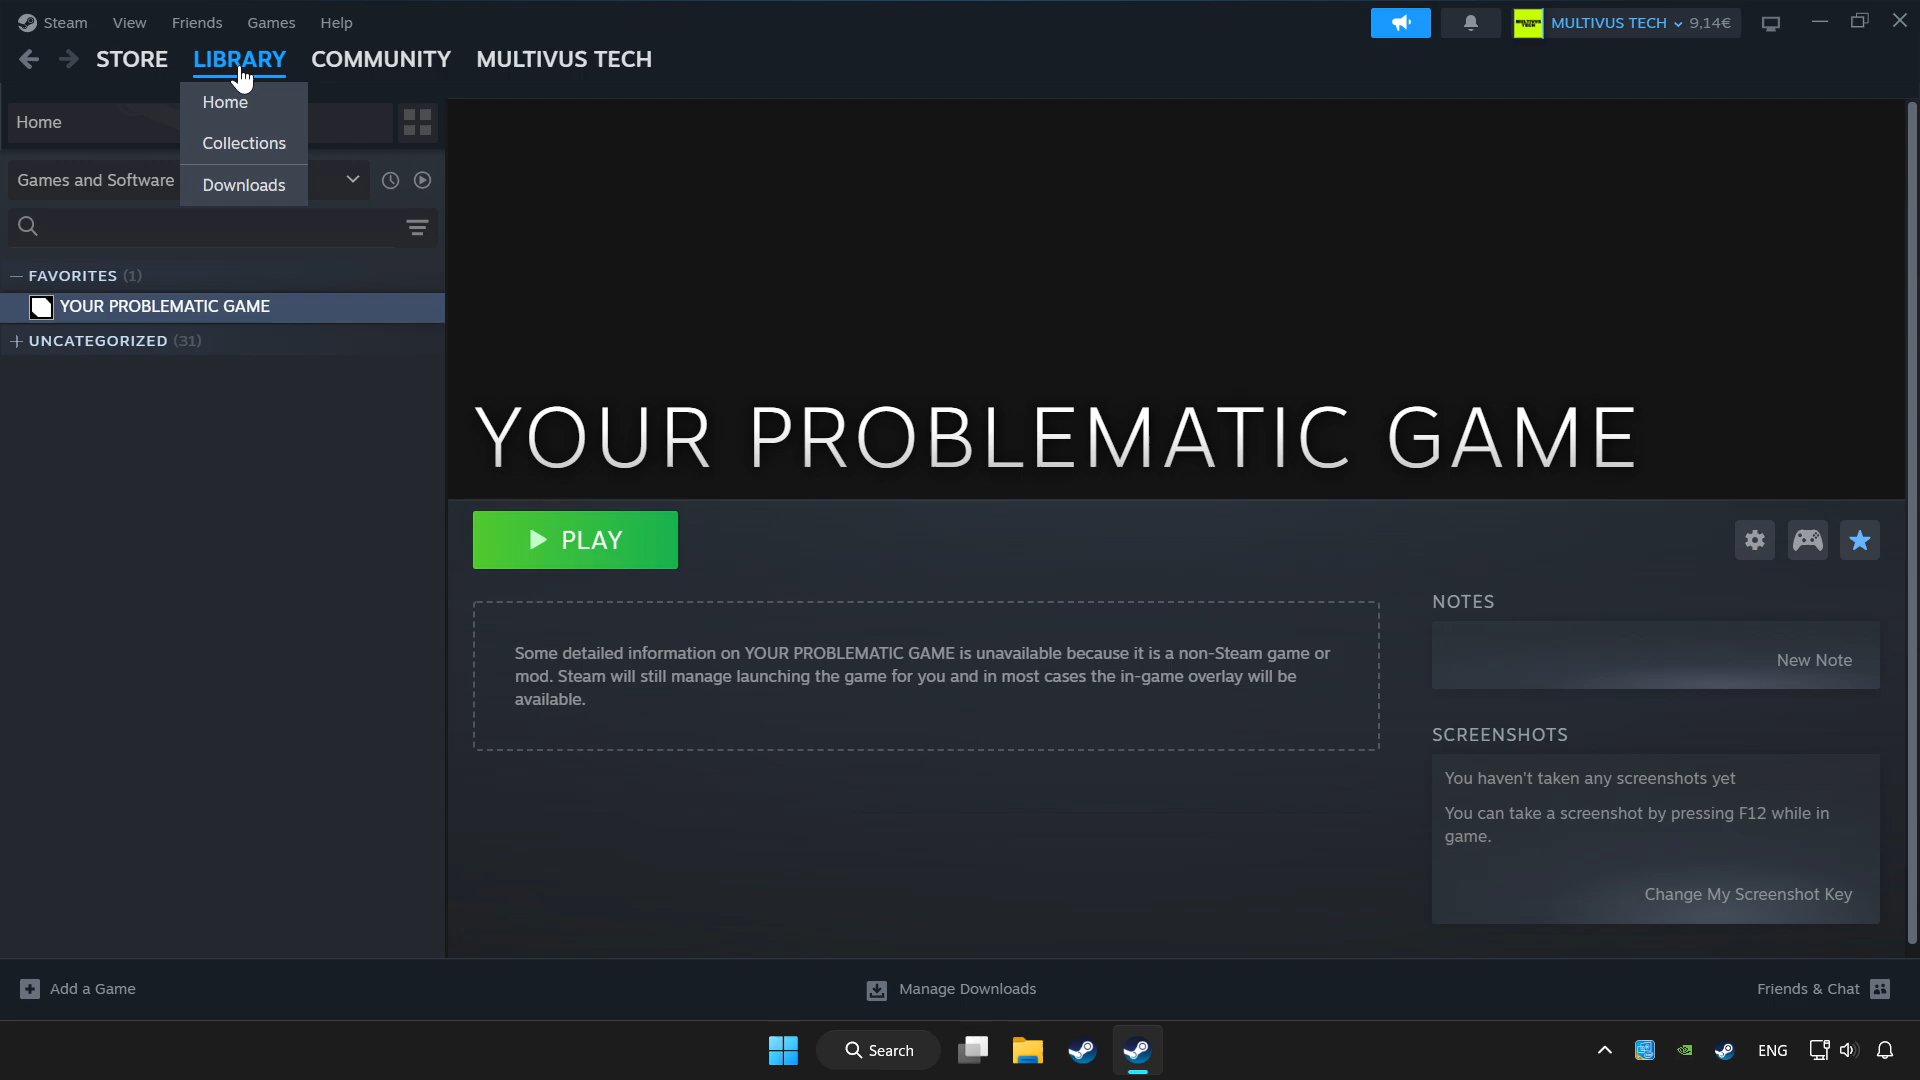 Steam View Friends Games Help
MULTIVUS TECH 9,14€
STORE LIBRARY COMMUNITY MULTIVUS TECH
Home
Collections
Downloads
Home
Games and Software
FAVORITES (1)
YOUR PROBLEMATIC GAME
UNCATEGORIZED (31)
YOUR PROBLEMATIC GAME
PLAY
Some detailed information on YOUR PROBLEMATIC GAME is unavailable because it is a non-Steam game or
mod. Steam will still manage launching the game for you and in most cases the in-game overlay will be
available.
NOTES
New Note
SCREENSHOTS
You haven't taken any screenshots yet
You can take a screenshot by pressing F12 while in
game.
Change My Screenshot Key
Add a Game
Manage Downloads
Friends & Chat
Search
ENG